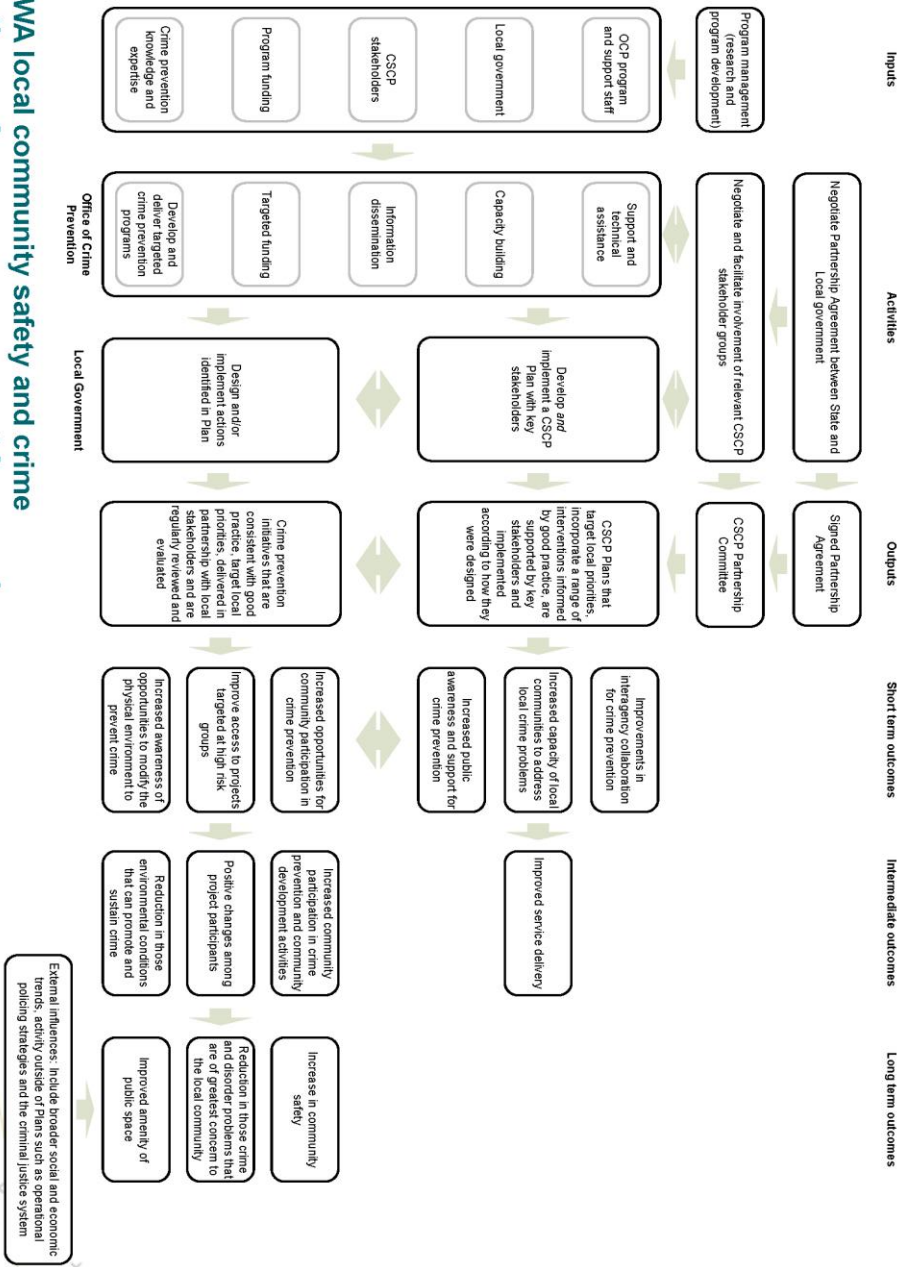 Inputs
Activities
Outputs
Short term outcomes
Intermediate outcomes
Long term outcomes
Program management
(research and
program development)
Negotiate Partnership Agreement between State and
Local government
Signed Partnership
Agreement
Negotiate and facilitate involvement of relevant CSCP
stakeholder groups
CSCP Partnership
Committee
OCP program
and support staff
Local government
CSCP
stakeholders
Program funding
Crime prevention
knowledge and
expertise
Support and
technical
assistance
Capacity building
Information
dissemination
Targeted funding
Develop and
deliver targeted
crime prevention
programs
Office of Crime
Prevention
Develop and
implement a CSCP
Plan with key
stakeholders
Design and/or
implement actions
identified in Plan
Local Government
CSCP Plans that
target local priorities,
incorporate a range of
interventions informed
by good practice, are
supported by key
stakeholders and
implemented
according to how they
were designed
Crime prevention
initiatives that are
consistent with good
practice, target local
priorities, delivered in
partnership with local
stakeholders and are
regularly reviewed and
evaluated
Improvements in
interagency collaboration
for crime prevention
Increased capacity of local
communities to address
local crime problems
Increased public
awareness and support for
crime prevention
Increased opportunities for
community participation in
crime prevention
Improve access to projects
targeted at high risk
groups
Increased awareness of
opportunities to modify the
physical environment to
prevent crime
Improved service delivery
Increased community
participation in crime
prevention and community
development activities
Positive changes among
project participants
Reduction in those
environmental conditions
that can promote and
sustain crime
Increase in community
safety
Reduction in those crime
and disorder problems that
are of greatest concern to
the local community
Improved amenity of
public space
External influences: Include broader social and economic
trends, activity outside of Plans such as operational
policing strategies and the criminal justice system
WA local community safety and crime